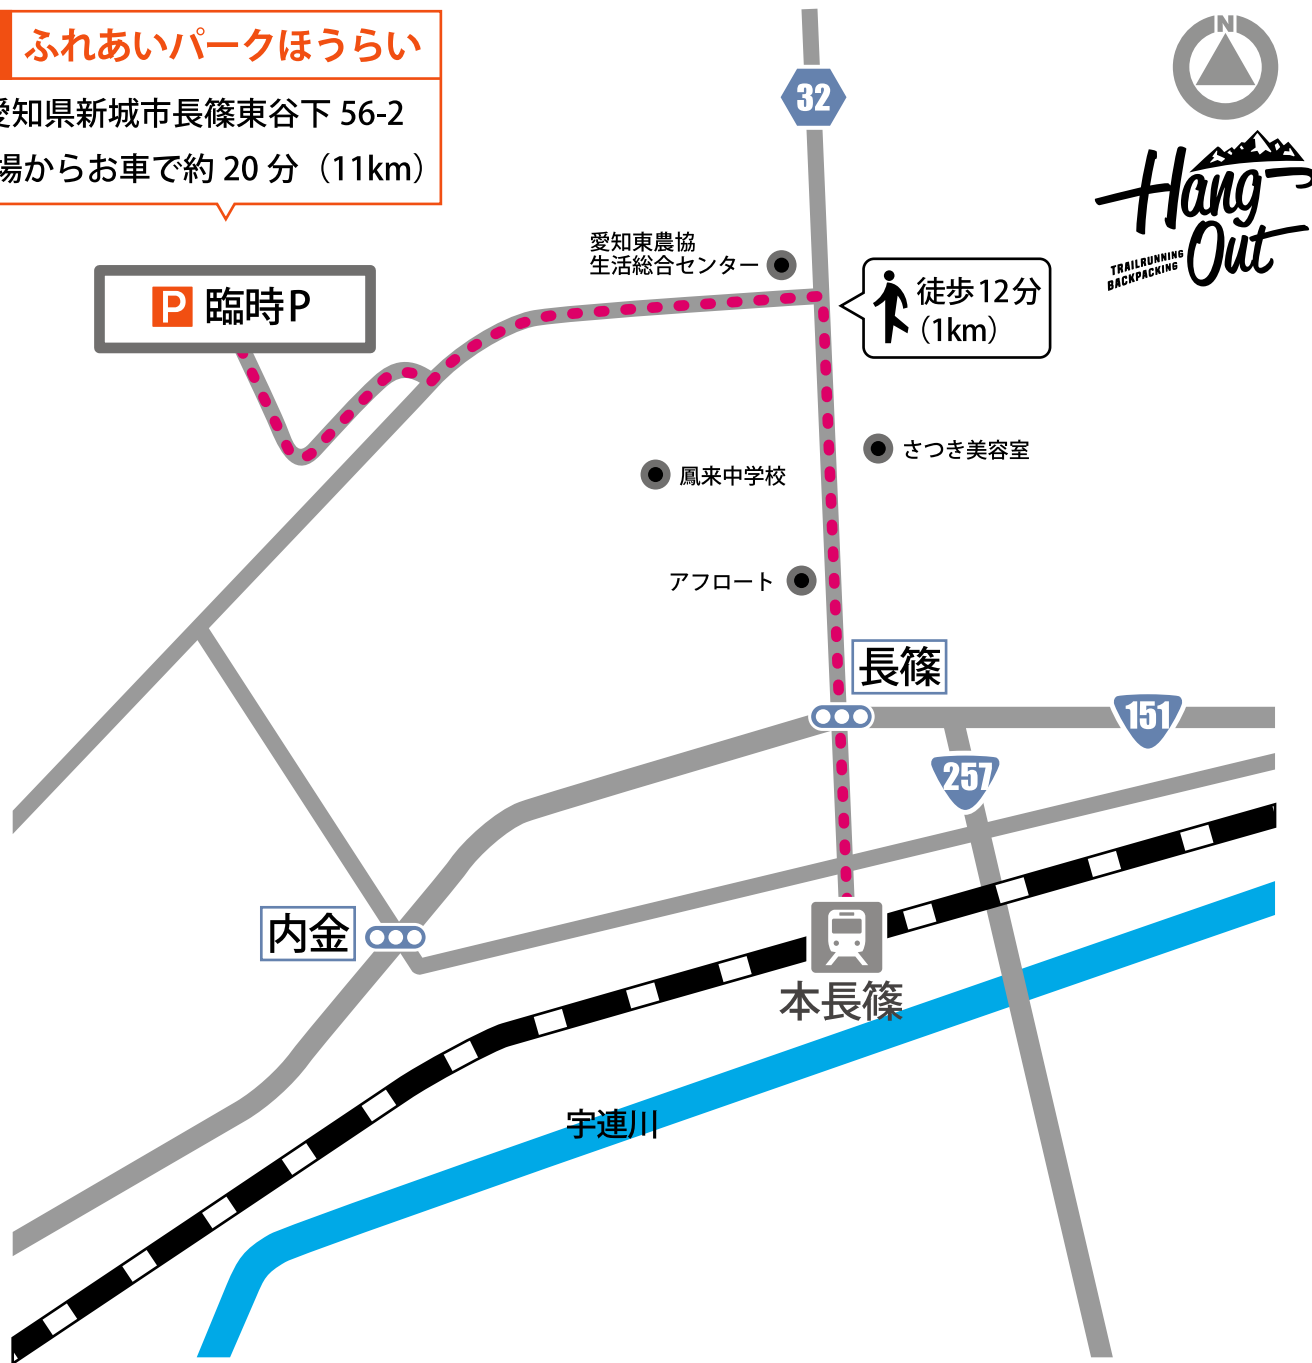 ふれあいパークほうらい
愛知県新城市長篠東谷下 56-2
場からお車で約 20 分（11km）
N
32
Hang
Out
TRAILRUNNING
BACKPACKING
愛知東農協
生活総合センター
徒歩12分
（1km）
P 臨時P
さつき美容室
鳳来中学校
アフロート
長篠
151
257
内金
本長篠
宇連川